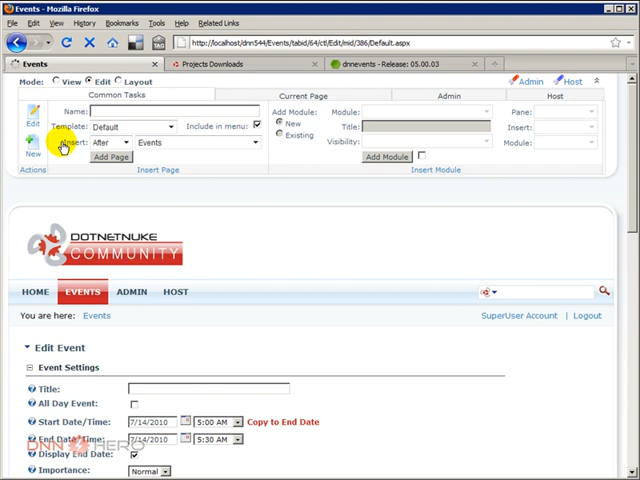 Events - Mozilla Firefox
File Edit View History Bookmarks Tools Help Related Links
http://localhost/dnn544/Events/tabid/64/ctl/Edit/mid/386/Default.aspx
Events Projects Downloads dnnevents - Release: 05.00.03
Mode: View Edit Layout Admin Host
Common Tasks Current Page Admin Host
Edit
New
Actions
Name:
Template: Default Include in menu:
Insert: After Events
Add Page
Insert Page
Add Module: New Existing
Module:
Title:
Visibility:
Add Module
Insert Module
Pane:
Insert:
Module:
DOTNETNUKE
COMMUNITY
HOME EVENTS ADMIN HOST
You are here: Events SuperUser Account | Logout
Edit Event
Event Settings
Title:
All Day Event:
Start Date/Time: 7/14/2010 5:00 AM Copy to End Date
End Date/Time: 7/14/2010 5:30 AM
DNN HERO
Display End Date:
Importance: Normal